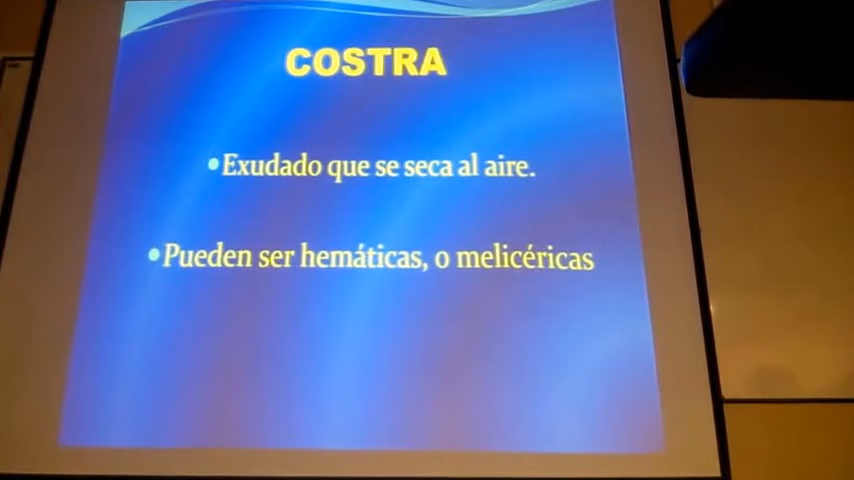 COSTRA
•Exudado que se seca al aire.
•Pueden ser hemáticas, o melicéricas